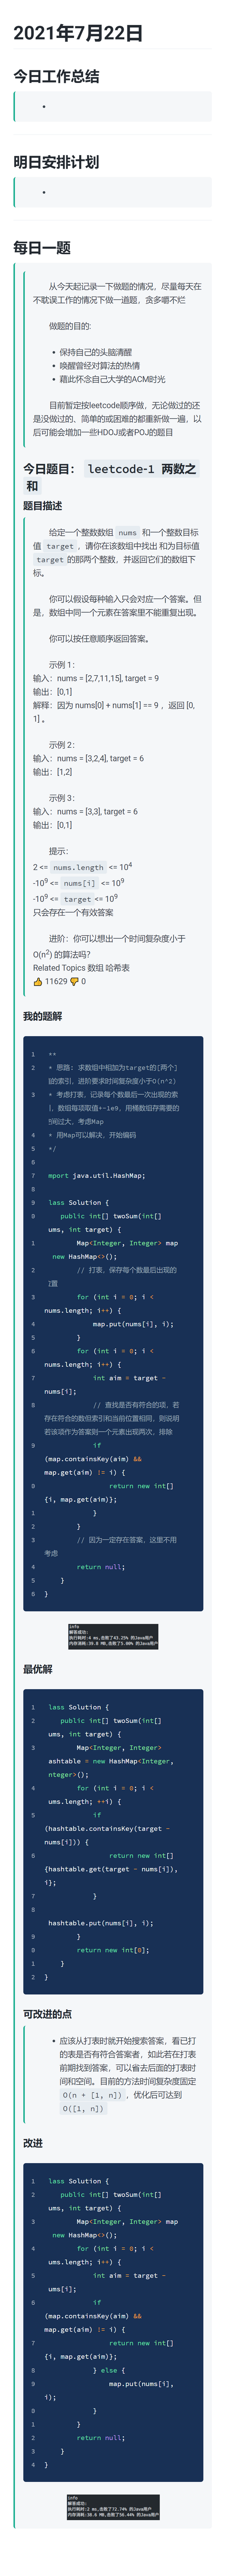 2021年7月22日
今日工作总结
•
明日安排计划
•
每日一题
从今天起记录一下做题的情况，尽量每天在
不耽误工作的情况下做一道题，贪多嚼不烂
做题的目的:
• 保持自己的头脑清醒
• 唤醒曾经对算法的热情
• 藉此怀念自己大学的ACM时光
目前暂定按leetcode顺序做，无论做过的还
是没做过的、简单的或困难的都重新做一遍，以
后可能会增加一些HDOJ或者POJ的题目
今日题目： leetcode-1 两数之
和
题目描述
给定一个整数数组 nums 和一个整数目标
值 target，请你在该数组中找出 和为目标值
target 的那两个整数，并返回它们的数组下
标。
你可以假设每种输入只会对应一个答案。但
是，数组中同一个元素在答案里不能重复出现。
你可以按任意顺序返回答案。
示例 1：
输入：nums = [2,7,11,15], target = 9
输出：[0,1]
解释：因为 nums[0] + nums[1] == 9 ，返回 [0,
1] 。
示例 2：
输入：nums = [3,2,4], target = 6
输出：[1,2]
示例 3：
输入：nums = [3,3], target = 6
输出：[0,1]
提示：
2 <= nums.length <= 10^4
-10^9 <= nums[i] <= 10^9
-10^9 <= target <= 10^9
只会存在一个有效答案
进阶：你可以想出一个时间复杂度小于
O(n^2) 的算法吗？
Related Topics 数组 哈希表
👍 11629 👎 0
我的题解
1 **
2 * 思路: 求数组中相加为target的[两个]
的索引，进阶要求时间复杂度小于O(n^2)
3 * 考虑打表，记录每个数最后一次出现的索
，数组每项取值+-1e9，用桶数组存需要的
间过大，考虑Map
4 * 用Map可以解决，开始编码
5 */
6
7 mport java.util.HashMap;
8
9 lass Solution {
0 public int[] twoSum(int[]
ums, int target) {
1 Map<Integer, Integer> map
new HashMap<>();
2 // 打表，保存每个数最后出现的
置
3 for (int i = 0; i <
nums.length; i++) {
4 map.put(nums[i], i);
5 }
6 for (int i = 0; i <
nums.length; i++) {
7 int aim = target -
nums[i];
8 // 查找是否有符合的项，若
存在符合的数但索引和当前位置相同，则说明
若该项作为答案则一个元素出现两次，排除
9 if
(map.containsKey(aim) &&
map.get(aim) != i) {
0 return new int[]
{i, map.get(aim)};
1 }
2 }
3 // 因为一定存在答案，这里不用
考虑
4 return null;
5 }
6 }
info
解答成功:
执行耗时:4 ms,击败了43.25% 的Java用户
内存消耗:39.8 MB,击败了5.00% 的Java用户
最优解
1 lass Solution {
2 public int[] twoSum(int[]
ums, int target) {
3 Map<Integer, Integer>
ashtable = new HashMap<Integer,
nteger>();
4 for (int i = 0; i <
ums.length; ++i) {
5 if
(hashtable.containsKey(target -
nums[i])) {
6 return new int[]
{hashtable.get(target - nums[i]),
i};
7 }
8
hashtable.put(nums[i], i);
9 }
0 return new int[0];
1 }
2 }
可改进的点
• 应该从打表时就开始搜索答案，看已打
的表是否有符合答案者，如此若在打表
前期找到答案，可以省去后面的打表时
间和空间。目前的方法时间复杂度固定
O(n + [1, n])，优化后可达到
O([1, n])
改进
1 lass Solution {
2 public int[] twoSum(int[]
ums, int target) {
3 Map<Integer, Integer> map
new HashMap<>();
4 for (int i = 0; i <
ums.length; i++) {
5 int aim = target -
ums[i];
6 if
(map.containsKey(aim) &&
map.get(aim) != i) {
7 return new int[]
{i, map.get(aim)};
8 } else {
9 map.put(nums[i],
i);
0 }
1 }
2 return null;
3 }
4 }
info
解答成功:
执行耗时:2 ms,击败了72.74% 的Java用户
内存消耗:38.6 MB,击败了56.44% 的Java用户